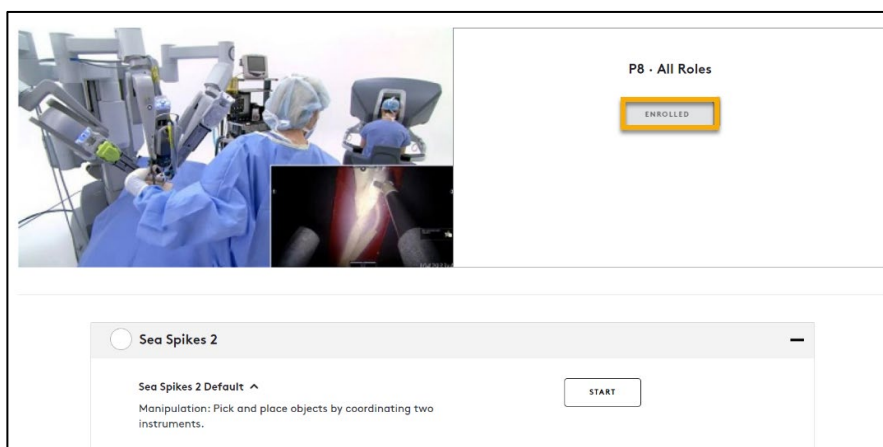 P8 · All Roles
ENROLLED
Sea Spikes 2
Sea Spikes 2 Default
START
Manipulation: Pick and place objects by coordinating two
instruments.